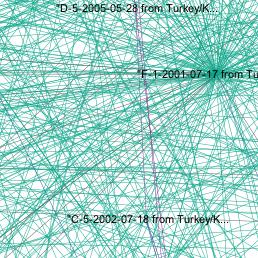 "D-5-2005-05-28 from Turkey/K...
"F-1-2001-07-17 from Tu
"C-5-2002-07-18 from Turkey/K...